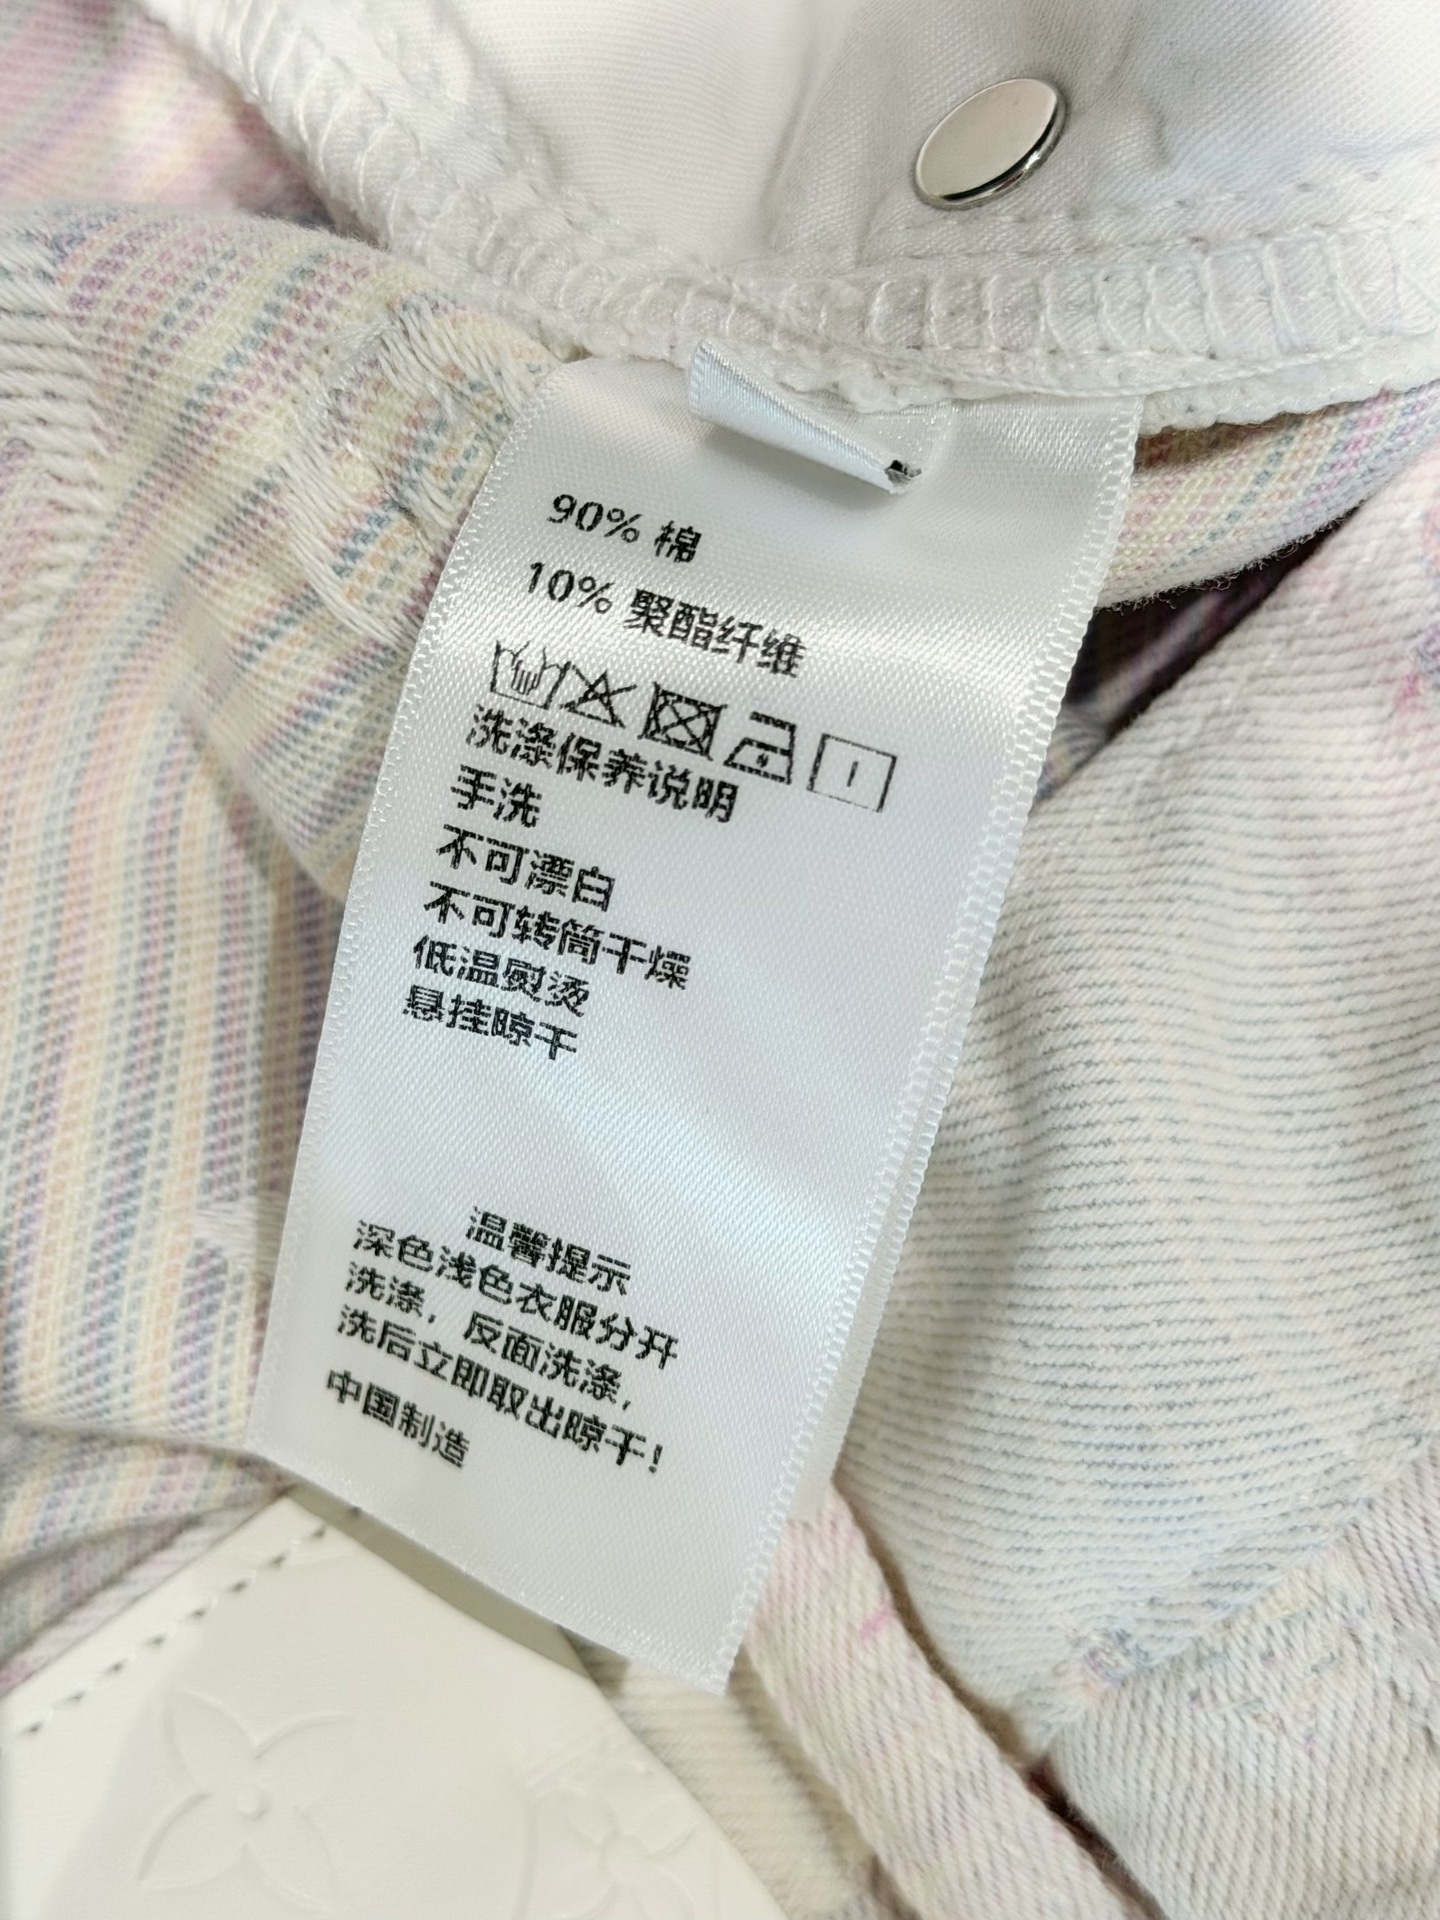 90% 棉
10% 聚酯纤维
洗涤保养说明
手洗
不可漂白
不可转筒干燥
低温熨烫
悬挂晾干
温馨提示
深色浅色衣服分开
洗涤，反面洗涤，
洗后立即取出晾干！
中国制造